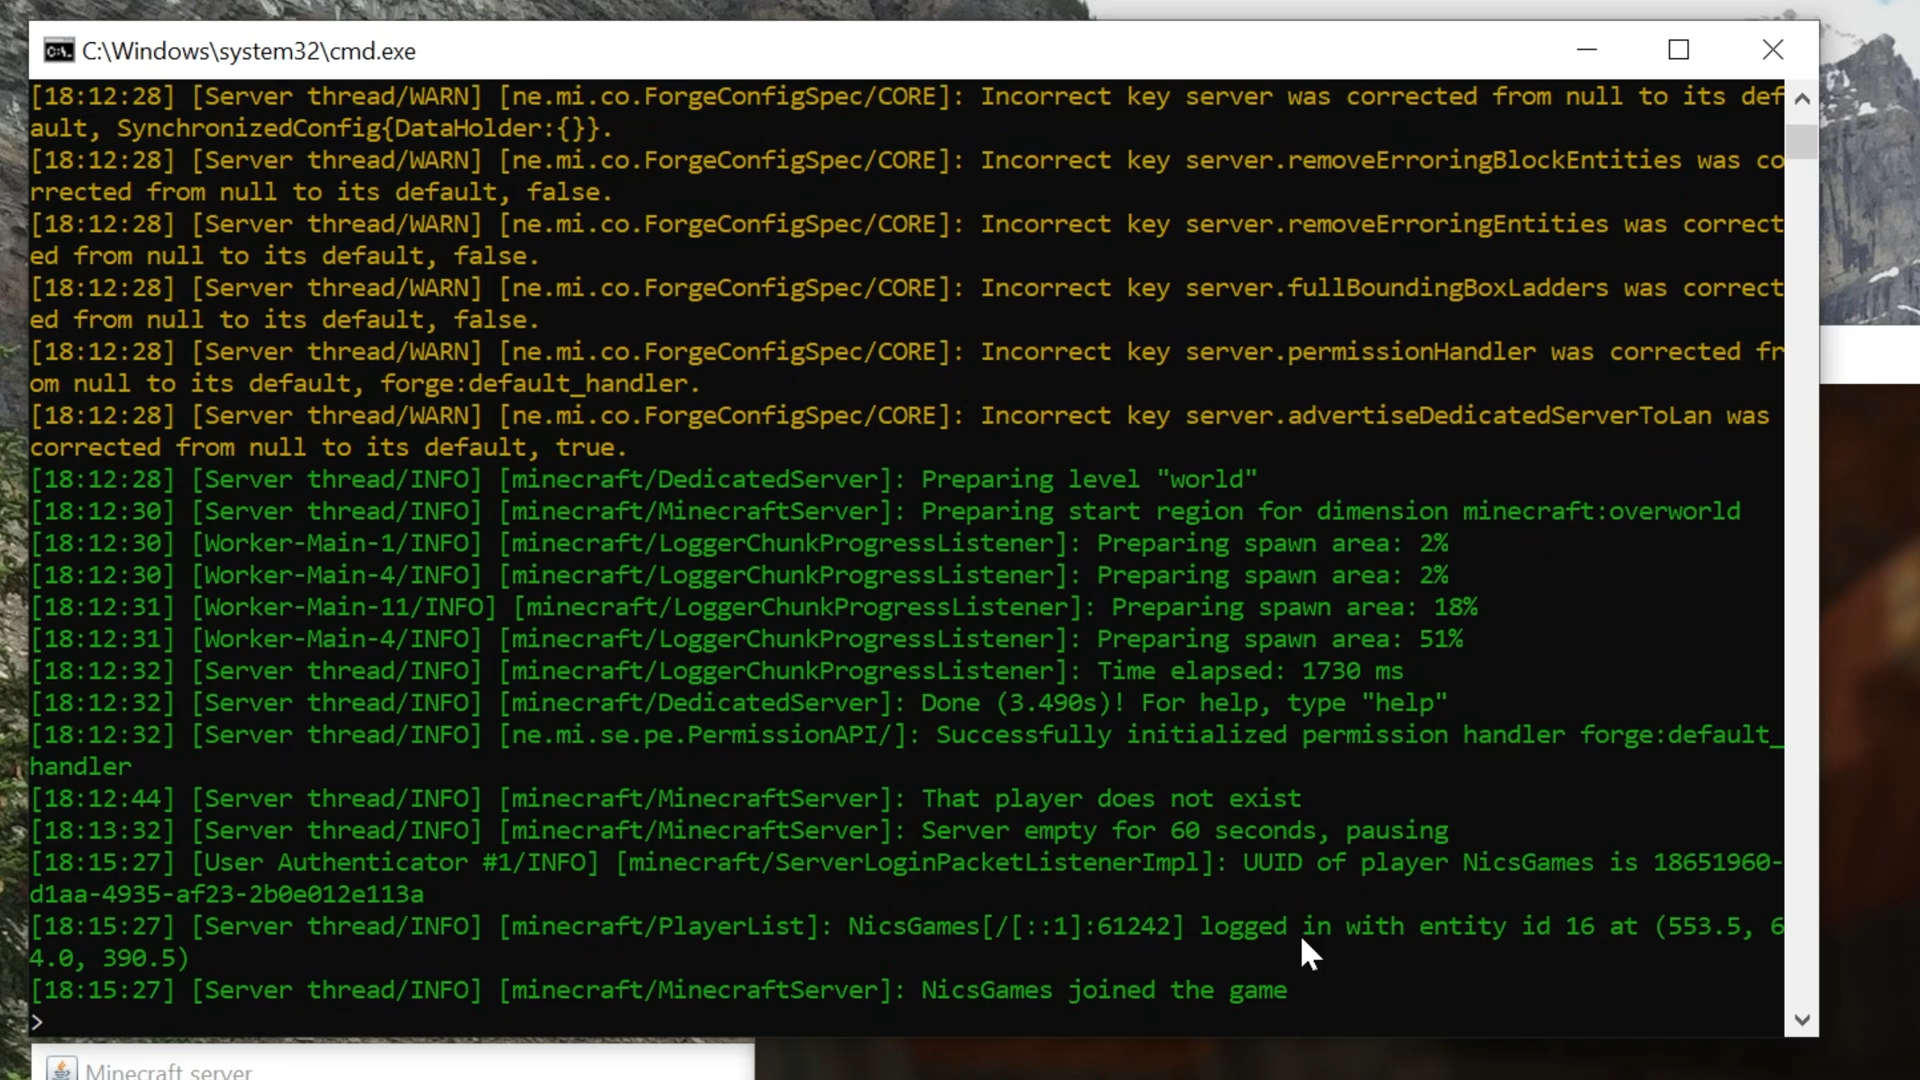 C:\Windows\system32\cmd.exe
[18:12:28] [Server thread/WARN] [ne.mi.co.ForgeConfigSpec/CORE]: Incorrect key server was corrected from null to its def
ault, SynchronizedConfig{DataHolder:{}}.
[18:12:28] [Server thread/WARN] [ne.mi.co.ForgeConfigSpec/CORE]: Incorrect key server.removeErroringBlockEntities was co
rrected from null to its default, false.
[18:12:28] [Server thread/WARN] [ne.mi.co.ForgeConfigSpec/CORE]: Incorrect key server.removeErroringEntities was correct
ed from null to its default, false.
[18:12:28] [Server thread/WARN] [ne.mi.co.ForgeConfigSpec/CORE]: Incorrect key server.fullBoundingBoxLadders was correct
ed from null to its default, false.
[18:12:28] [Server thread/WARN] [ne.mi.co.ForgeConfigSpec/CORE]: Incorrect key server.permissionHandler was corrected fr
om null to its default, forge:default_handler.
[18:12:28] [Server thread/WARN] [ne.mi.co.ForgeConfigSpec/CORE]: Incorrect key server.advertiseDedicatedServerToLan was
corrected from null to its default, true.
[18:12:28] [Server thread/INFO] [minecraft/DedicatedServer]: Preparing level "world"
[18:12:30] [Server thread/INFO] [minecraft/MinecraftServer]: Preparing start region for dimension minecraft:overworld
[18:12:30] [Worker-Main-1/INFO] [minecraft/LoggerChunkProgressListener]: Preparing spawn area: 2%
[18:12:30] [Worker-Main-4/INFO] [minecraft/LoggerChunkProgressListener]: Preparing spawn area: 2%
[18:12:31] [Worker-Main-11/INFO] [minecraft/LoggerChunkProgressListener]: Preparing spawn area: 18%
[18:12:31] [Worker-Main-4/INFO] [minecraft/LoggerChunkProgressListener]: Preparing spawn area: 51%
[18:12:32] [Server thread/INFO] [minecraft/LoggerChunkProgressListener]: Time elapsed: 1730 ms
[18:12:32] [Server thread/INFO] [minecraft/DedicatedServer]: Done (3.490s)! For help, type "help"
[18:12:32] [Server thread/INFO] [ne.mi.se.pe.PermissionAPI/]: Successfully initialized permission handler forge:default_
handler
[18:12:44] [Server thread/INFO] [minecraft/MinecraftServer]: That player does not exist
[18:13:32] [Server thread/INFO] [minecraft/MinecraftServer]: Server empty for 60 seconds, pausing
[18:15:27] [User Authenticator #1/INFO] [minecraft/ServerLoginPacketListenerImpl]: UUID of player NicsGames is 18651960-
d1aa-4935-af23-2b0e012e113a
[18:15:27] [Server thread/INFO] [minecraft/PlayerList]: NicsGames[/[::1]:61242] logged in with entity id 16 at (553.5, 6
4.0, 390.5)
[18:15:27] [Server thread/INFO] [minecraft/MinecraftServer]: NicsGames joined the game
>
Minecraft server